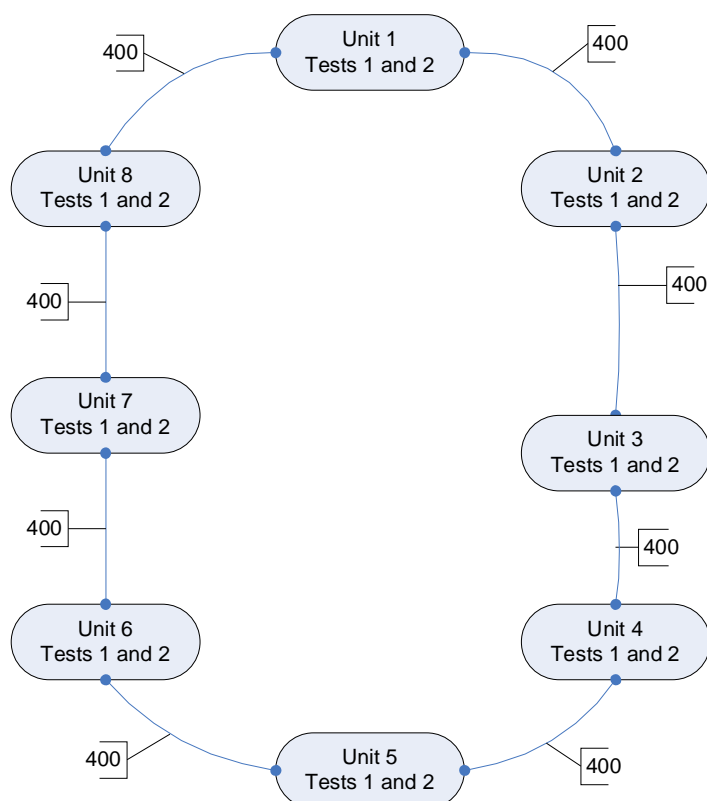 Unit 1
Tests 1 and 2
400
400
Unit 8
Tests 1 and 2
Unit 2
Tests 1 and 2
400
400
Unit 7
Tests 1 and 2
Unit 3
Tests 1 and 2
400
400
Unit 6
Tests 1 and 2
Unit 4
Tests 1 and 2
400
400
Unit 5
Tests 1 and 2